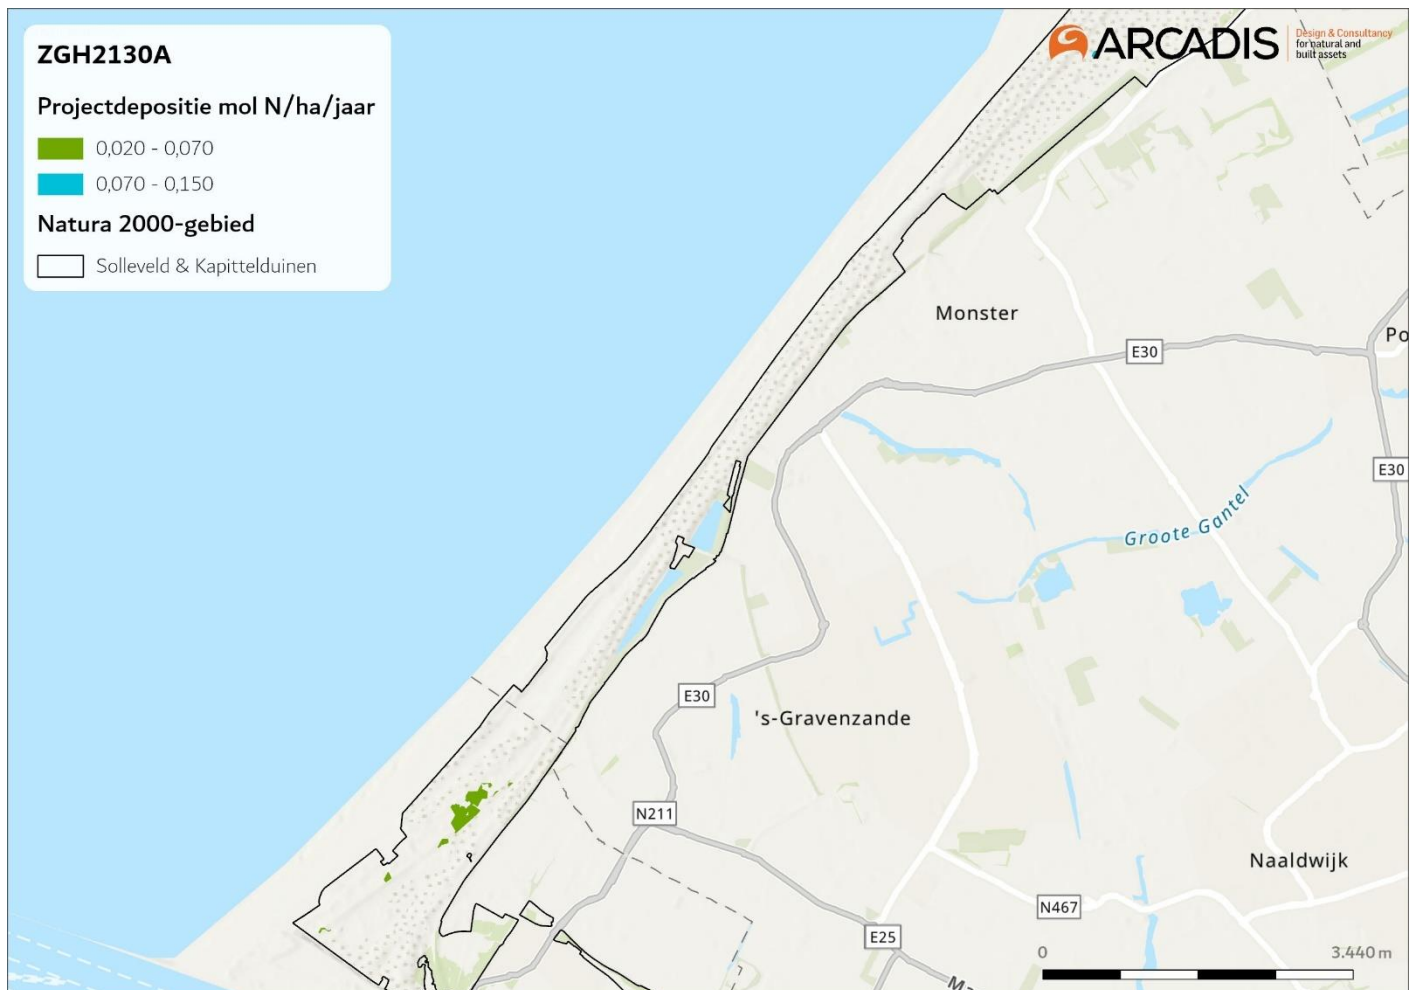 ZGH2130A
Projectdepositie mol N/ha/jaar
0,020 - 0,070
0,070 - 0,150
Natura 2000-gebied
Solleveld & Kapittelduinen
ARCADIS
Design & Consultancy
for natural and
built assets
Monster
E30
Po
E30
Groote Gantel
E30
's-Gravenzande
N211
Naaldwijk
N467
E25
Ma
0
3.440 m